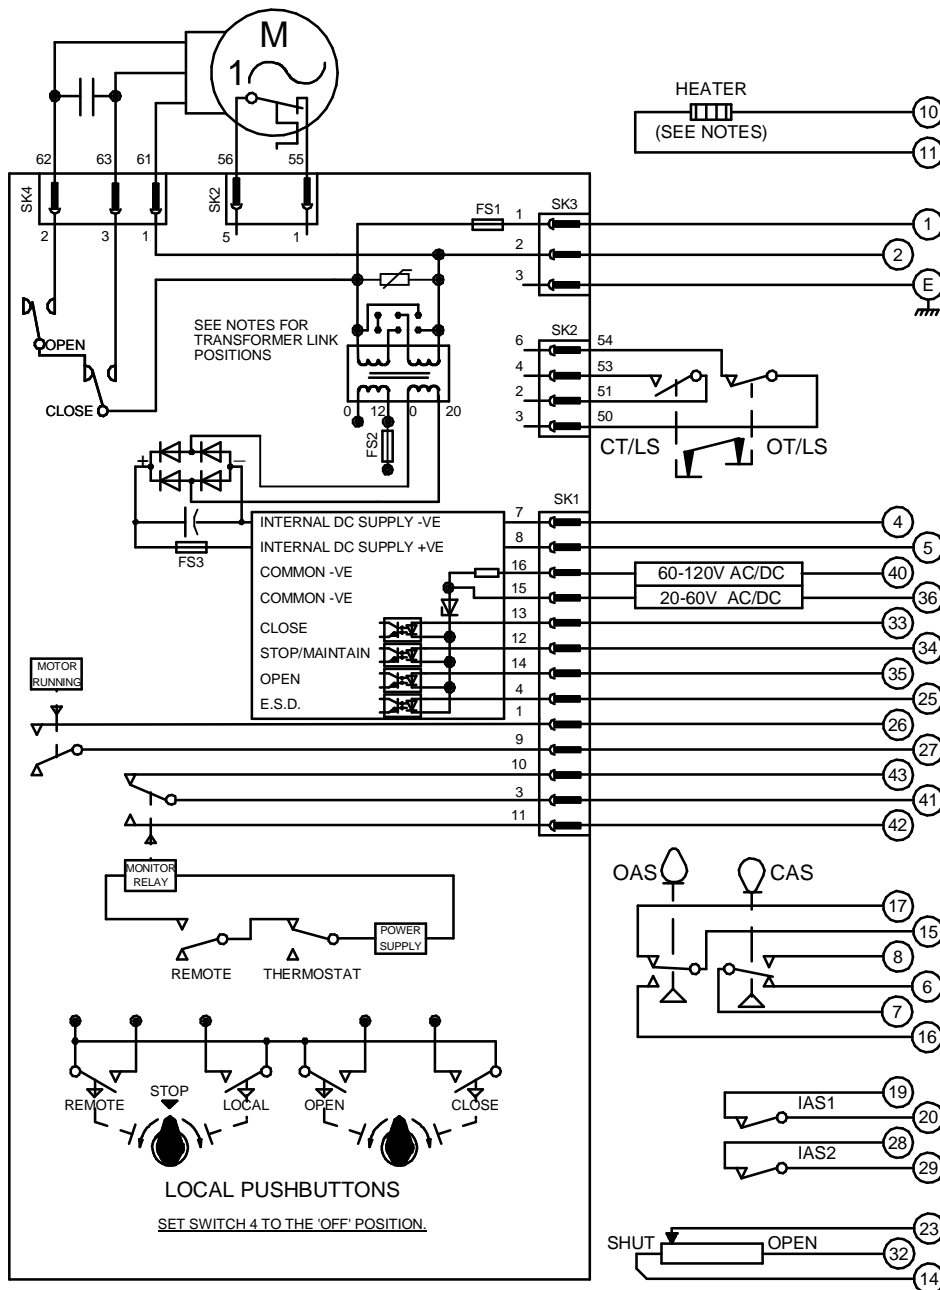 M
1
HEATER
(SEE NOTES)
10
11
62 63 61 56 55
SK4
SK2
2 3 1 5 1
FS1
SK3
1
1
2
2
3
E
OPEN
CLOSE
SEE NOTES FOR
TRANSFORMER LINK
POSITIONS
0 12 0 20
FS2
SK2
6 54
4 53
2 51
3 50
CT/LS OT/LS
+ −
FS3
SK1
INTERNAL DC SUPPLY -VE 7 4
INTERNAL DC SUPPLY +VE 8 5
COMMON -VE 16 60-120V AC/DC 40
COMMON -VE 15 20-60V AC/DC 36
CLOSE 13 33
STOP/MAINTAIN 12 34
OPEN 14 35
E.S.D. 4 25
MOTOR
RUNNING
1 26
9 27
10 43
3 41
11 42
MONITOR
RELAY
POWER
SUPPLY
REMOTE THERMOSTAT
OAS CAS
17
15
8
6
7
16
REMOTE STOP LOCAL OPEN CLOSE
LOCAL PUSHBUTTONS
SET SWITCH 4 TO THE 'OFF' POSITION.
IAS1 19
20
IAS2 28
29
SHUT OPEN
23
32
14